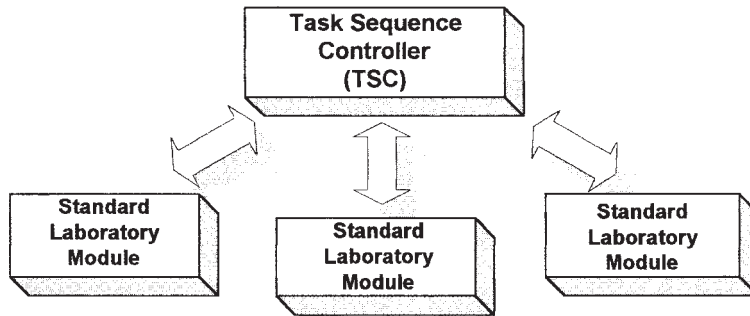 Task Sequence
Controller
(TSC)
Standard
Laboratory
Module
Standard
Laboratory
Module
Standard
Laboratory
Module